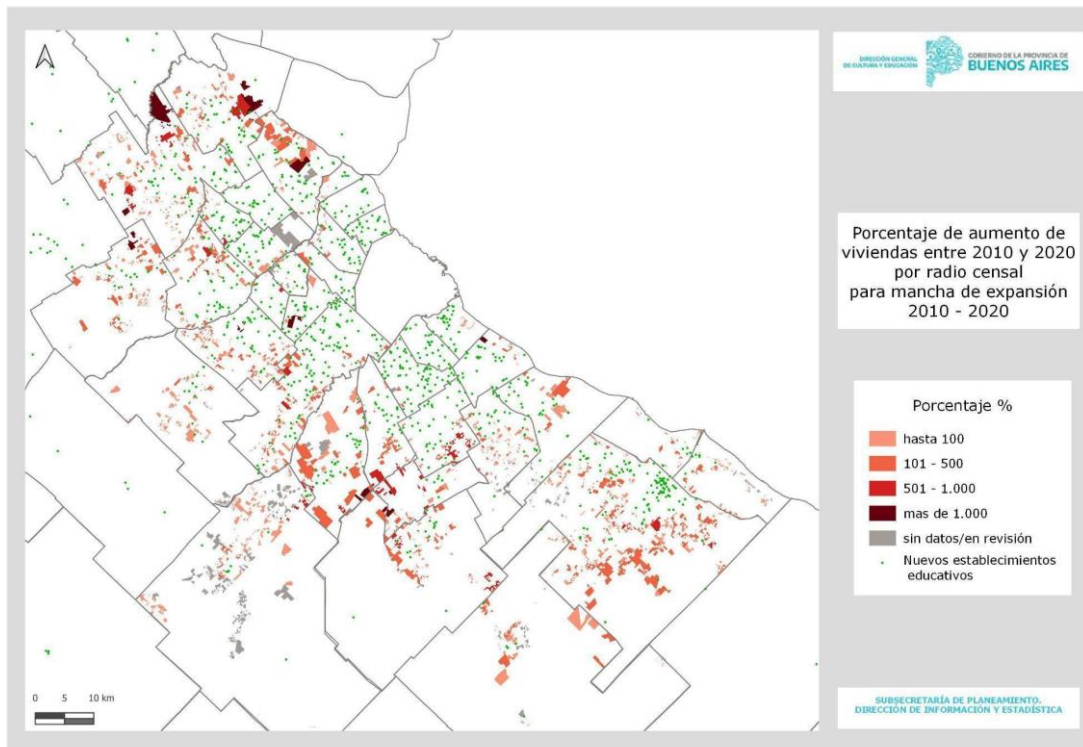 DIRECCIÓN GENERAL
DE CULTURA Y EDUCACIÓN
GOBIERNO DE LA PROVINCIA DE
BUENOS AIRES
Porcentaje de aumento de
viviendas entre 2010 y 2020
por radio censal
para mancha de expansión
2010 - 2020
Porcentaje %
hasta 100
101 - 500
501 - 1.000
mas de 1.000
sin datos/en revisión
Nuevos establecimientos
educativos
0 5 10 km
SUBSECRETARÍA DE PLANEAMIENTO.
DIRECCIÓN DE INFORMACIÓN Y ESTADÍSTICA